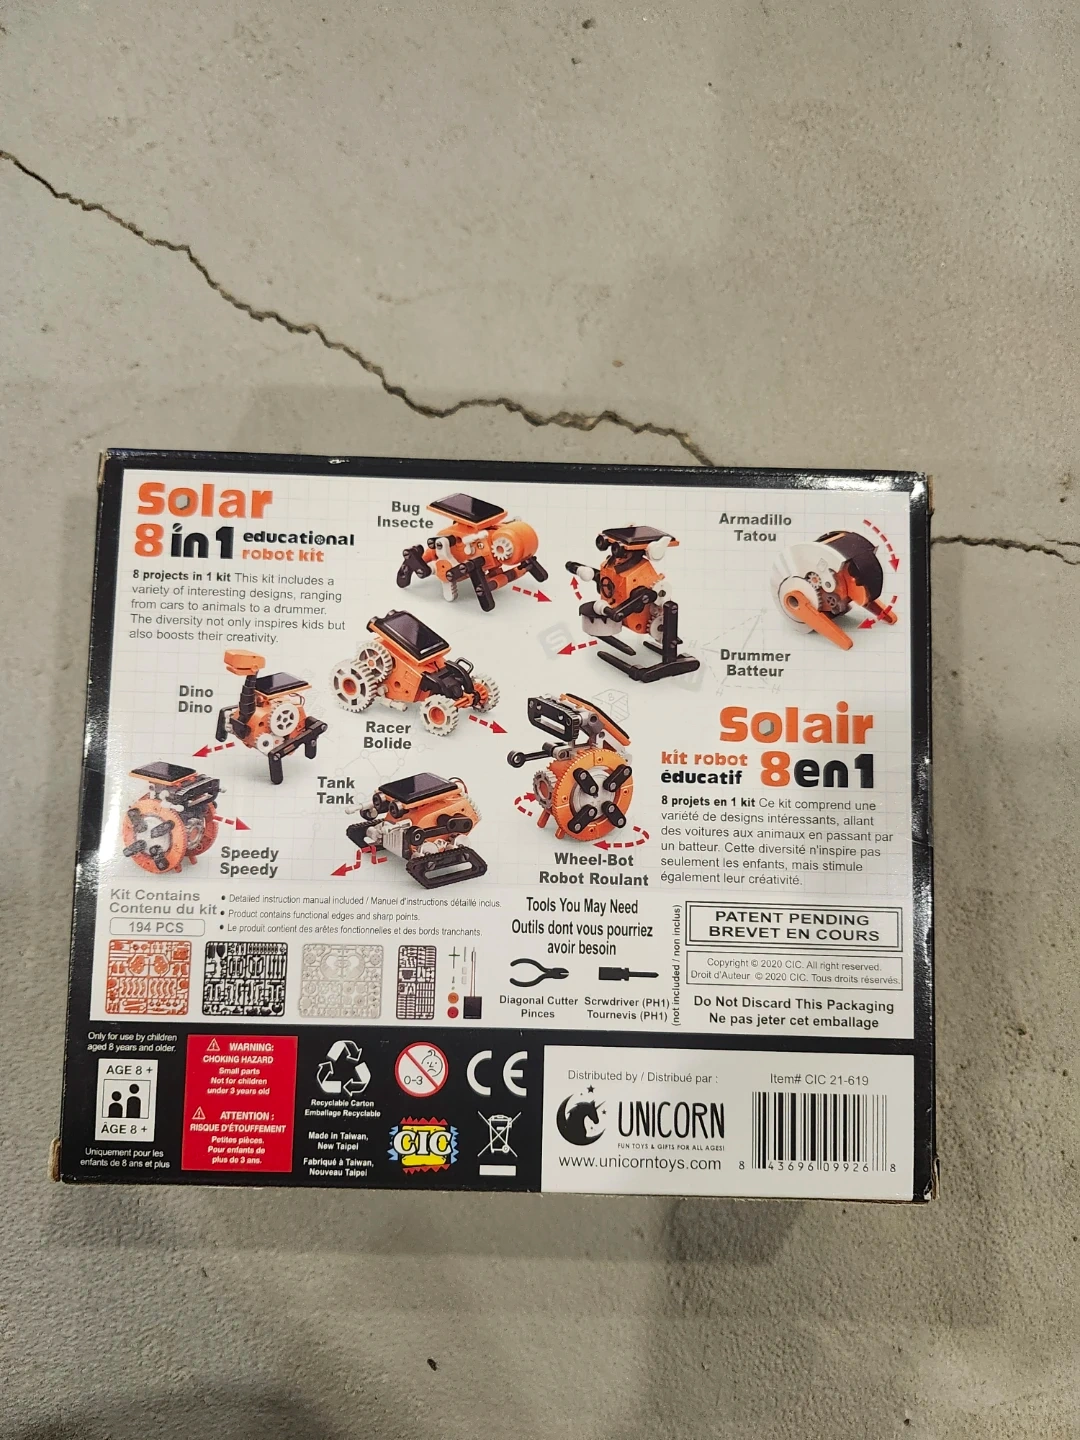 Solar
8 in 1 educational
robot kit
8 projects in 1 kit This kit includes a
variety of interesting designs, ranging
from cars to animals to a drummer.
The diversity not only inspires kids but
also boosts their creativity.
Bug
Insecte
Armadillo
Tatou
Drummer
Batteur
Dino
Dino
Racer
Bolide
Tank
Tank
Speedy
Speedy
Wheel-Bot
Robot Roulant
Solair
kit robot
éducatif 8en1
8 projets en 1 kit Ce kit comprend une
variété de designs intéressants, allant
des voitures aux animaux en passant par
un batteur. Cette diversité n'inspire pas
seulement les enfants, mais stimule
également leur créativité.
Kit Contains
Contenu du kit
194 PCS
• Detailed instruction manual included / Manuel d'instructions détaillé inclus.
• Product contains functional edges and sharp points.
• Le produit contient des arêtes fonctionnelles et des bords tranchants.
Tools You May Need
Outils dont vous pourriez
avoir besoin
Diagonal Cutter
Pinces
Scrwdriver (PH1)
Tournevis (PH1)
(not included / non inclus)
PATENT PENDING
BREVET EN COURS
Copyright © 2020 CIC. All right reserved.
Droit d'Auteur © 2020 CIC. Tous droits réservés.
Do Not Discard This Packaging
Ne pas jeter cet emballage
Only for use by children
aged 8 years and older.
AGE 8 +
ÂGE 8 +
Uniquement pour les
enfants de 8 ans et plus
WARNING:
CHOKING HAZARD
Small parts
Not for children
under 3 years old
ATTENTION :
RISQUE D'ÉTOUFFEMENT
Petites pièces.
Pour enfants de
plus de 3 ans.
Recyclable Carton
Emballage Recyclable
Made in Taiwan,
New Taipei
Fabriqué à Taiwan,
Nouveau Taipei
0-3
CE
CIC
Distributed by / Distribué par :
UNICORN
FUN TOYS & GIFTS FOR ALL AGES!
www.unicorntoys.com
Item# CIC 21-619
8 43696 09926 8